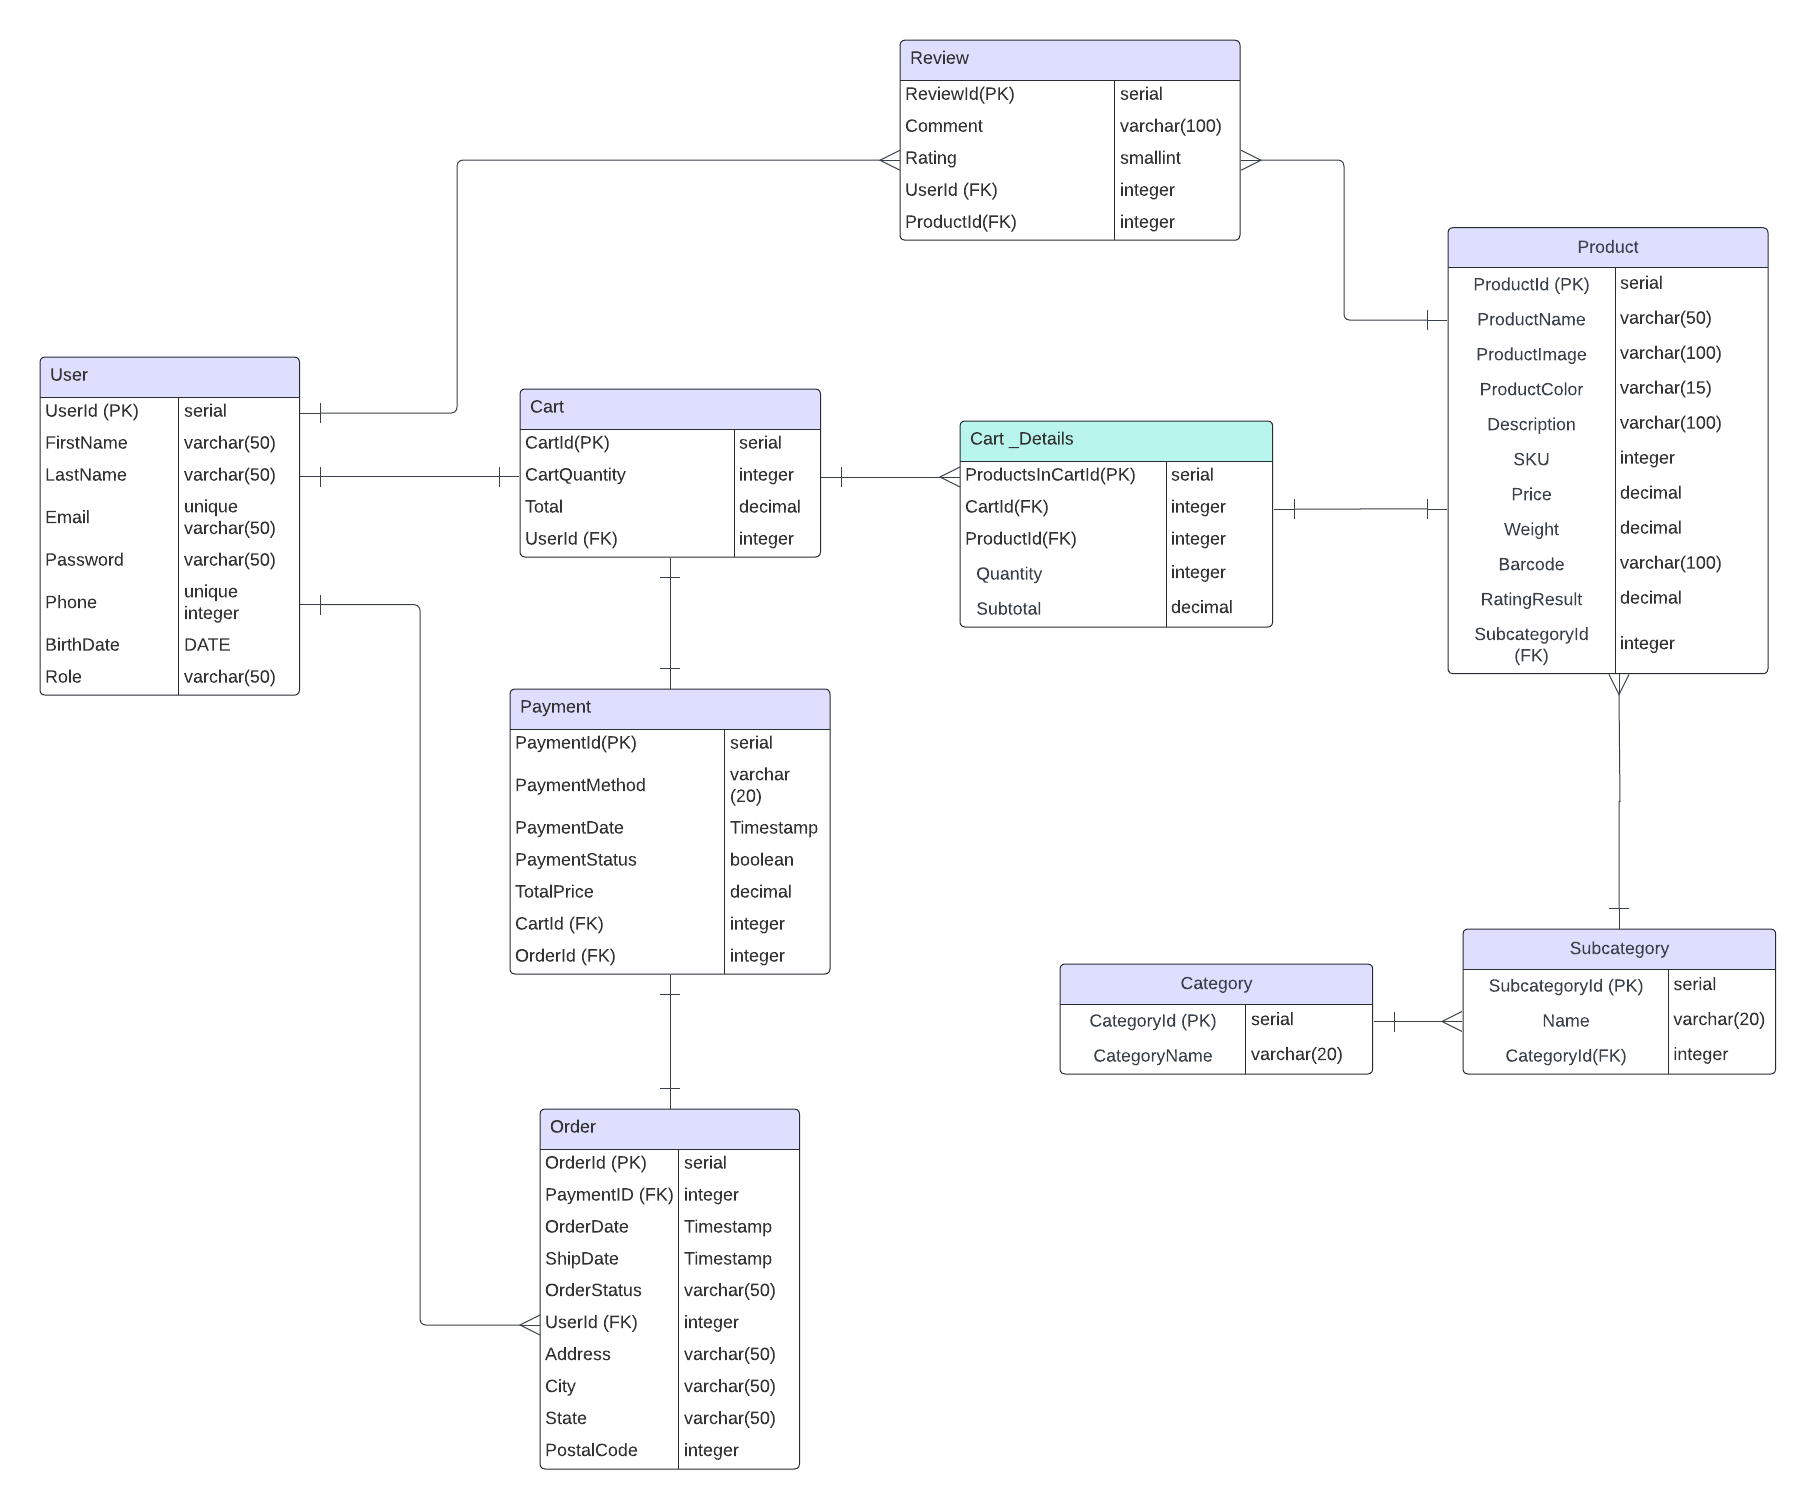 Review
ReviewId(PK) serial
Comment varchar(100)
Rating smallint
UserId (FK) integer
ProductId(FK) integer
Product
ProductId (PK) serial
ProductName varchar(50)
ProductImage varchar(100)
ProductColor varchar(15)
Description varchar(100)
SKU integer
Price decimal
Weight decimal
Barcode varchar(100)
RatingResult decimal
SubcategoryId
(FK) integer
User
UserId (PK) serial
FirstName varchar(50)
LastName varchar(50)
Email unique
varchar(50)
Password varchar(50)
Phone unique
integer
BirthDate DATE
Role varchar(50)
Cart
CartId(PK) serial
CartQuantity integer
Total decimal
UserId (FK) integer
Cart _Details
ProductsInCartId(PK) serial
CartId(FK) integer
ProductId(FK) integer
Quantity integer
Subtotal decimal
Payment
PaymentId(PK) serial
PaymentMethod varchar
(20)
PaymentDate Timestamp
PaymentStatus boolean
TotalPrice decimal
CartId (FK) integer
OrderId (FK) integer
Category
CategoryId (PK) serial
CategoryName varchar(20)
Subcategory
SubcategoryId (PK) serial
Name varchar(20)
CategoryId(FK) integer
Order
OrderId (PK) serial
PaymentID (FK) integer
OrderDate Timestamp
ShipDate Timestamp
OrderStatus varchar(50)
UserId (FK) integer
Address varchar(50)
City varchar(50)
State varchar(50)
PostalCode integer